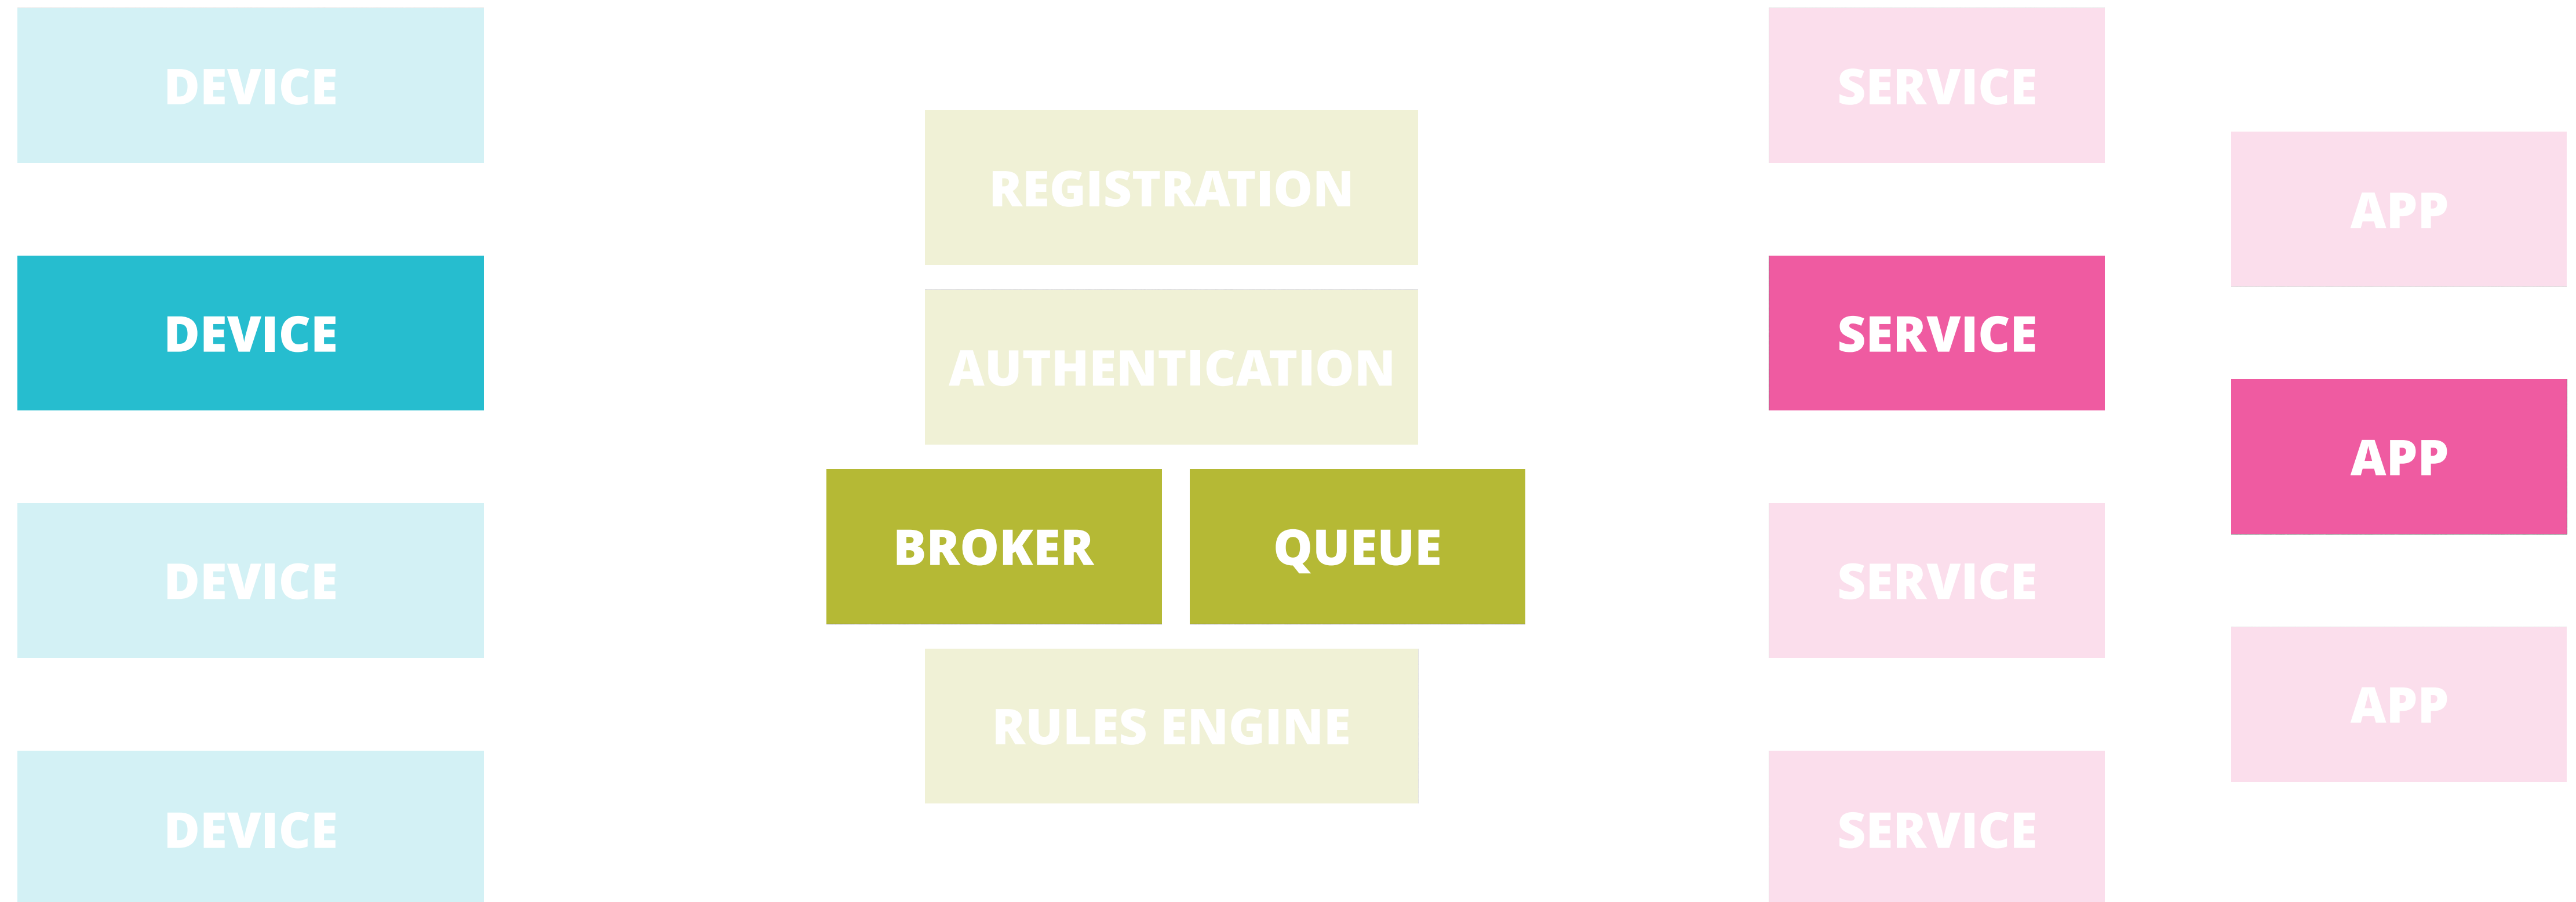 DEVICE
DEVICE
DEVICE
DEVICE
REGISTRATION
AUTHENTICATION
BROKER
QUEUE
RULES ENGINE
SERVICE
SERVICE
SERVICE
SERVICE
APP
APP
APP